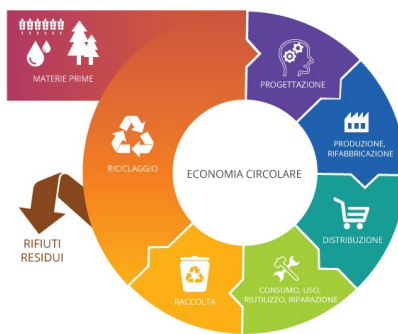 MATERIE PRIME
PROGETTAZIONE
PRODUZIONE,
RIFABBRICAZIONE
DISTRIBUZIONE
CONSUMO, USO,
RIUTILIZZO, RIPARAZIONE
RACCOLTA
RICICLAGGIO
RIFIUTI
RESIDUI
ECONOMIA CIRCOLARE